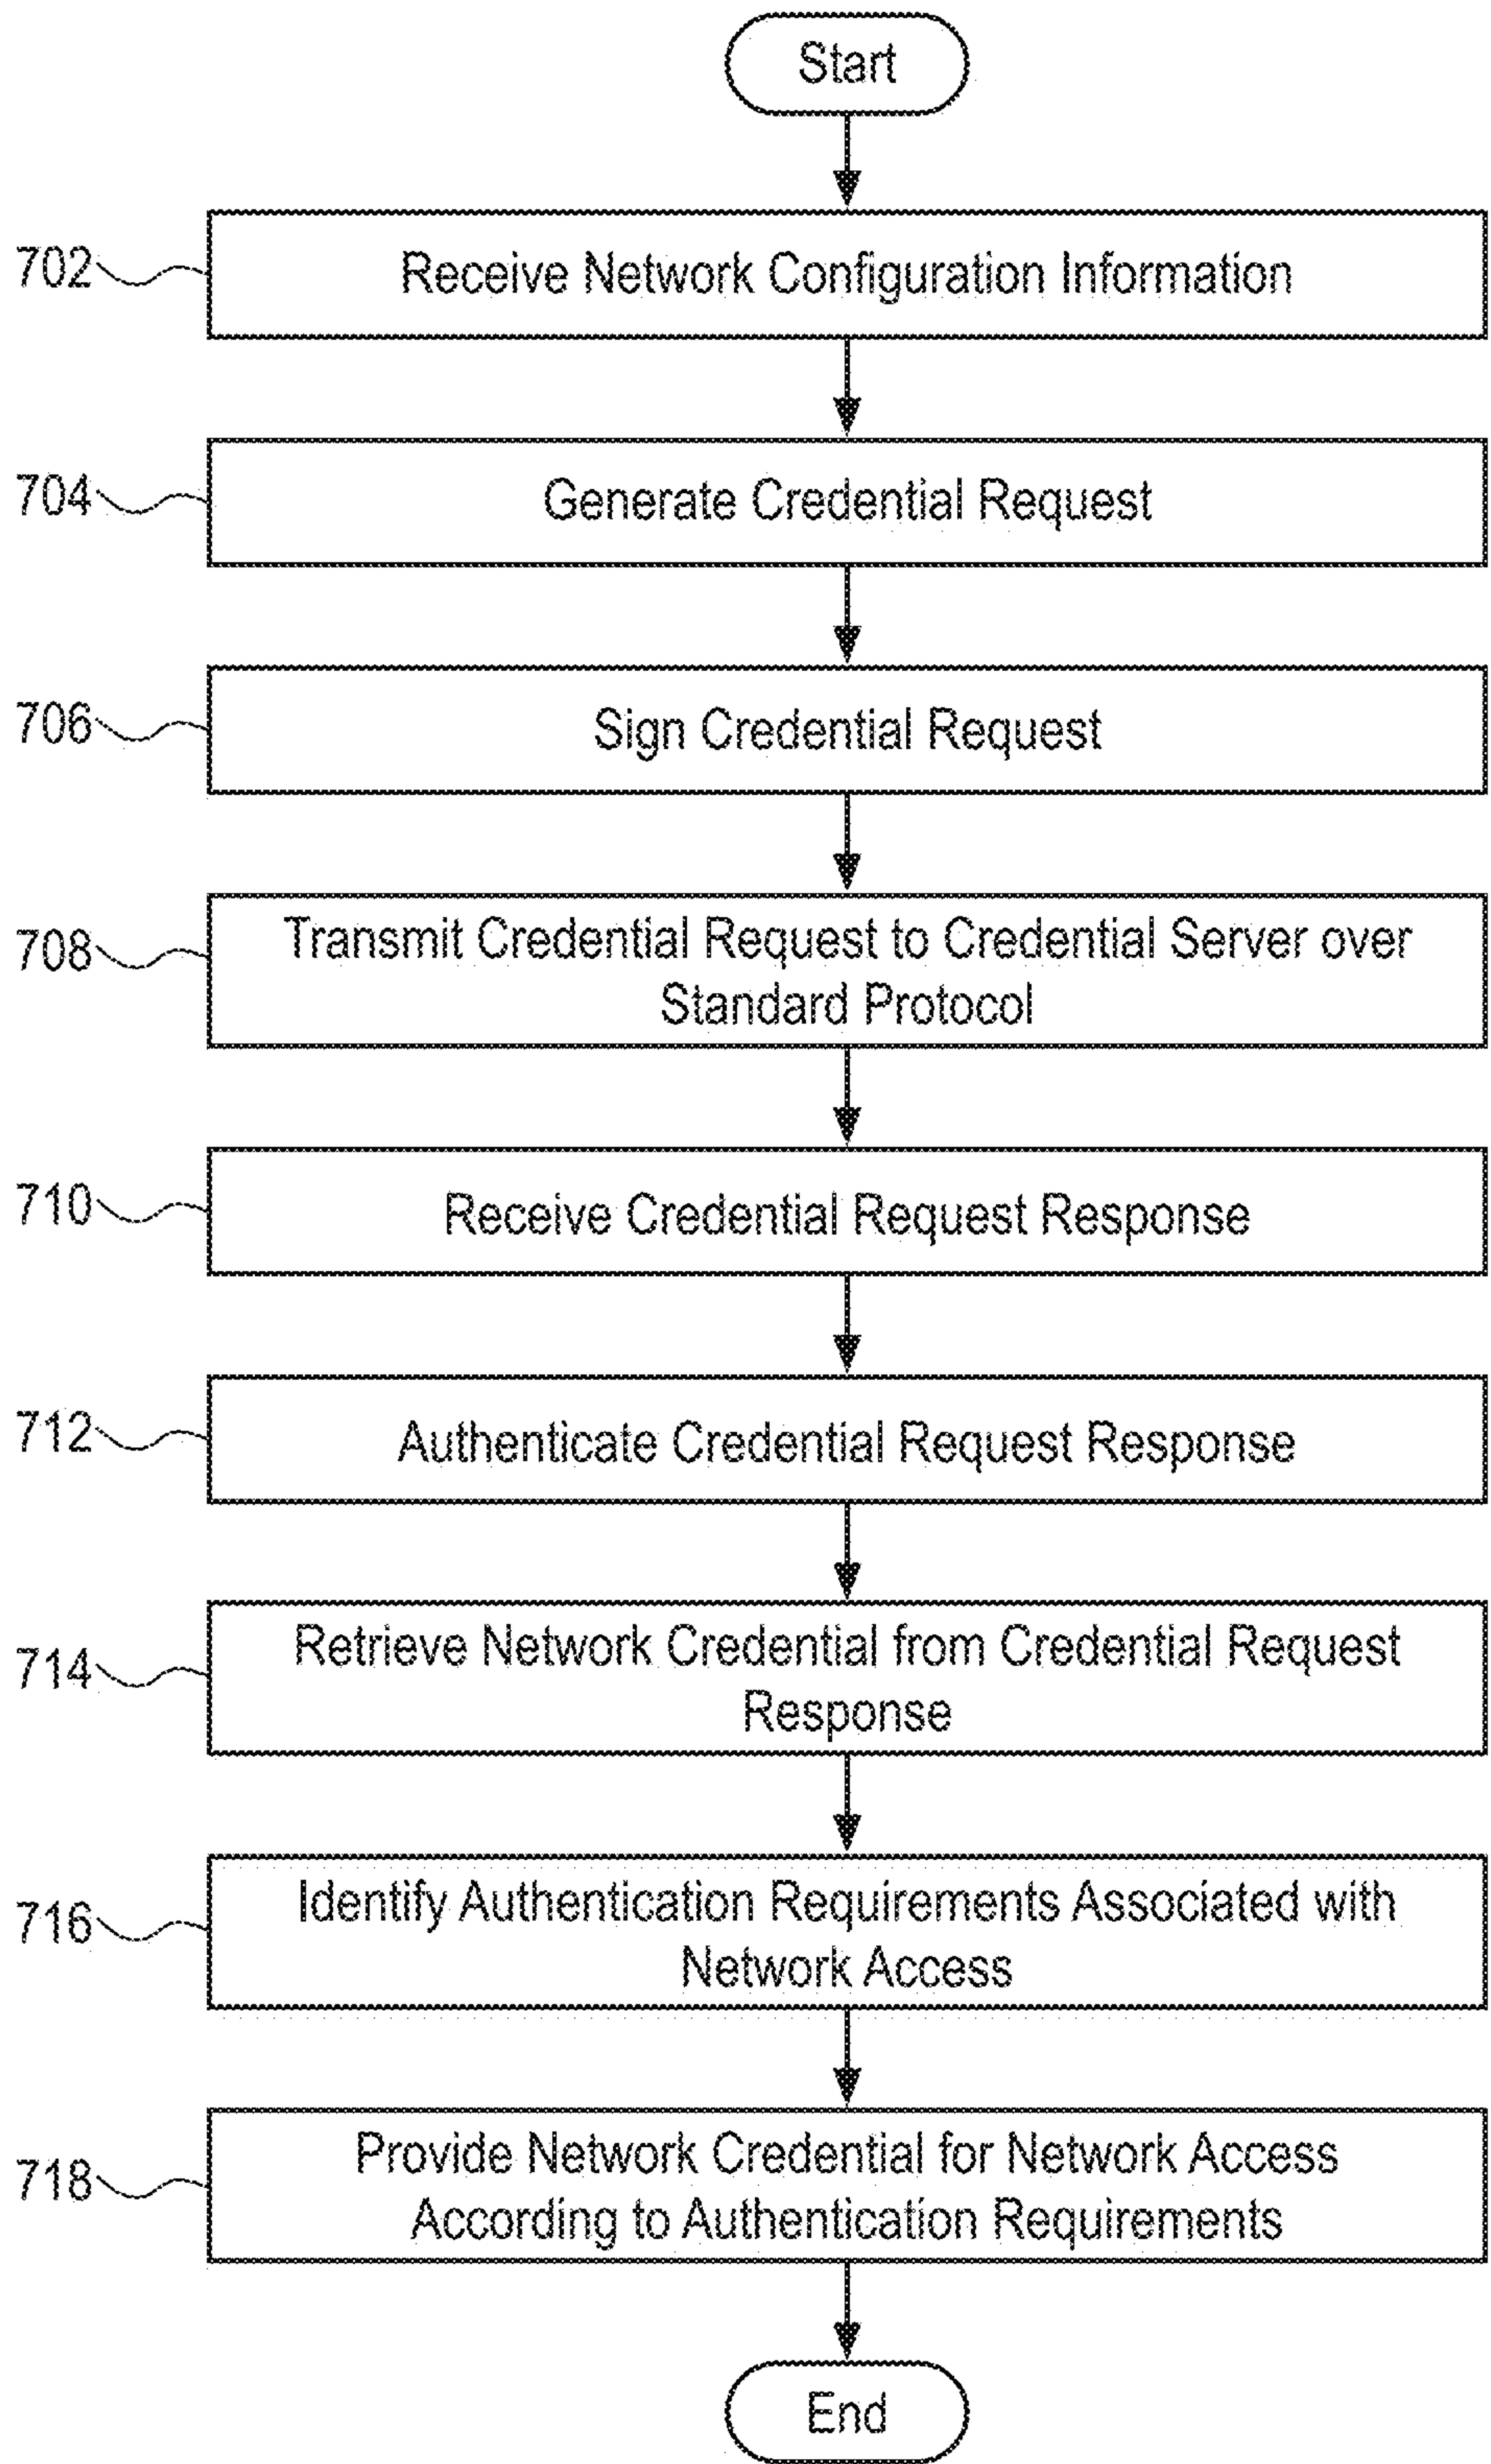 Start
702
Receive Network Configuration Information
704
Generate Credential Request
706
Sign Credential Request
708
Transmit Credential Request to Credential Server over
Standard Protocol
710
Receive Credential Request Response
712
Authenticate Credential Request Response
714
Retrieve Network Credential from Credential Request
Response
716
Identify Authentication Requirements Associated with
Network Access
718
Provide Network Credential for Network Access
According to Authentication Requirements
End